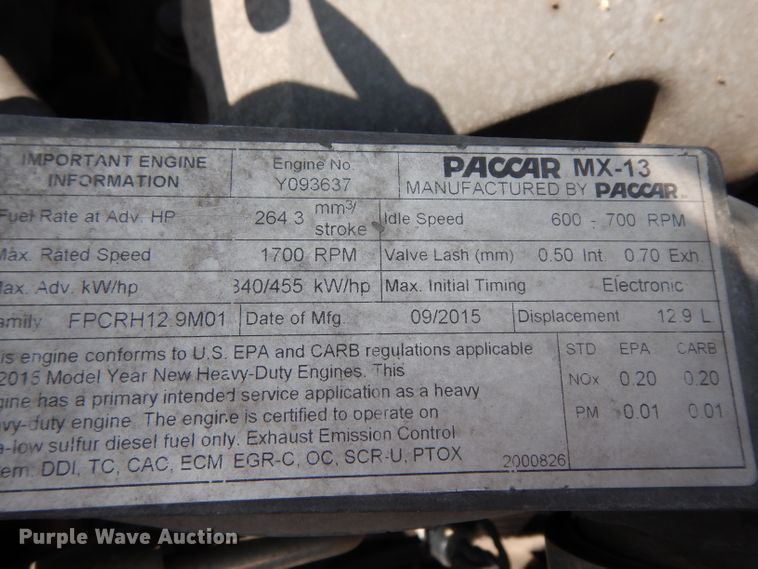 IMPORTANT ENGINE INFORMATION
Engine No. Y093637
PACCAR MX-13
MANUFACTURED BY PACCAR
Fuel Rate at Adv. HP 264.3 mm3/stroke
Idle Speed 600 - 700 RPM
Max. Rated Speed 1700 RPM
Valve Lash (mm) 0.50 Int. 0.70 Exh.
Max. Adv. kW/hp 340/455 kW/hp
Max. Initial Timing Electronic
Family FPCRH12.9M01
Date of Mfg. 09/2015
Displacement 12.9 L
is engine conforms to U.S. EPA and CARB regulations applicable
2015 Model Year New Heavy-Duty Engines. This
gine has a primary intended service application as a heavy
vy-duty engine. The engine is certified to operate on
a-low sulfur diesel fuel only. Exhaust Emission Control
em: DDI, TC, CAC, ECM EGR-C, OC, SCR-U, PTOX
2000826
STD EPA CARB
NOx 0.20 0.20
PM 0.01 0.01
Purple Wave Auction